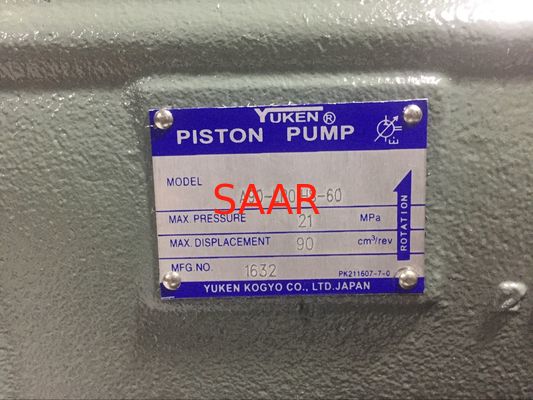 YUKEN ®
PISTON PUMP
MODEL
SAAR
MAX. PRESSURE 21 MPa
MAX. DISPLACEMENT 90 cm³/rev
MFG.NO. 1632
PK211607-7-0
YUKEN KOGYO CO., LTD. JAPAN
ROTATION